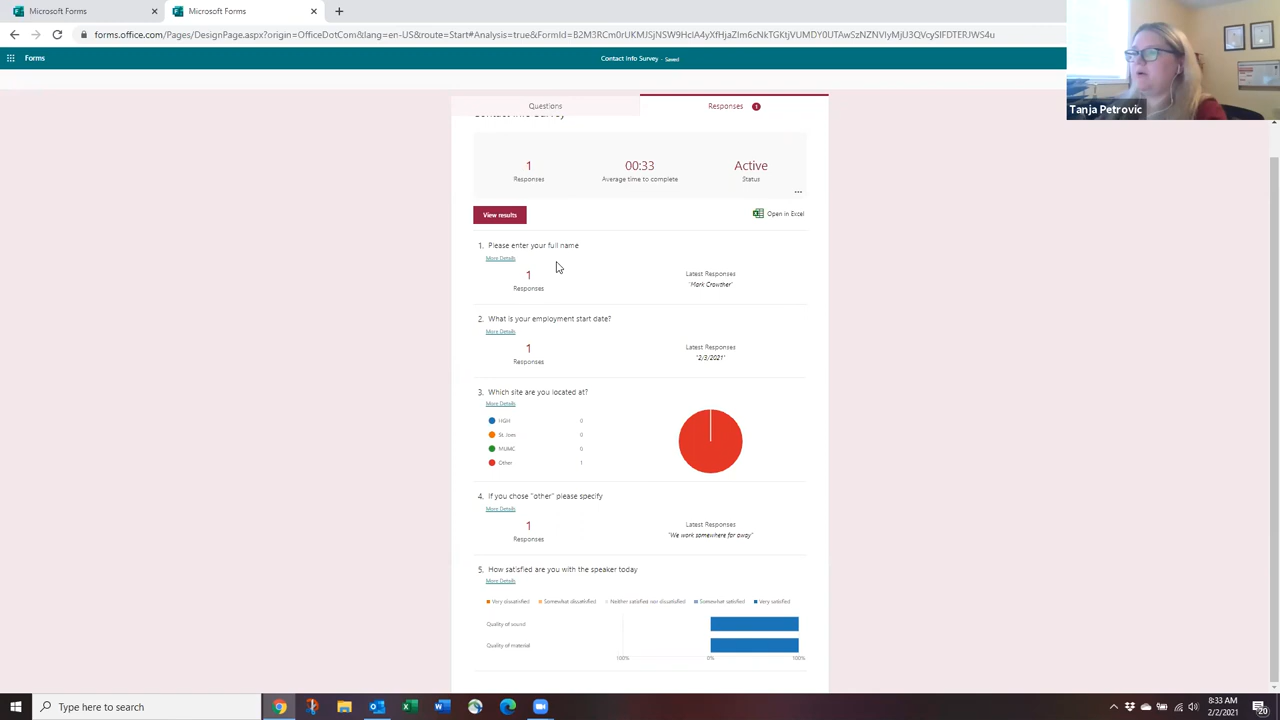 Microsoft Forms
Microsoft Forms
forms.office.com/Pages/DesignPage.aspx?origin=OfficeDotCom&lang=en-US&route=Start#Analysis=true&FormId=
Forms
Contact Info Survey - Saved
Tanja Petrovic
Questions
Responses 1
Contact Info Survey
1
00:33
Active
Responses
Average time to complete
Status
View results
Open in Excel
1. Please enter your full name
More Details
1
Responses
Latest Responses
"Mark Crowther"
2. What is your employment start date?
More Details
1
Responses
Latest Responses
"2/3/2021"
3. Which site are you located at?
More Details
HGH 0
St. Joes 0
MUMC 0
Other 1
4. If you chose "other" please specify
More Details
1
Responses
Latest Responses
"We work somewhere far away"
5. How satisfied are you with the speaker today
More Details
Very dissatisfied Somewhat dissatisfied Neither satisfied nor dissatisfied Somewhat satisfied Very satisfied
Quality of sound
Quality of material
100% 0% 100%
Type here to search
8:33 AM
2/2/2021
20